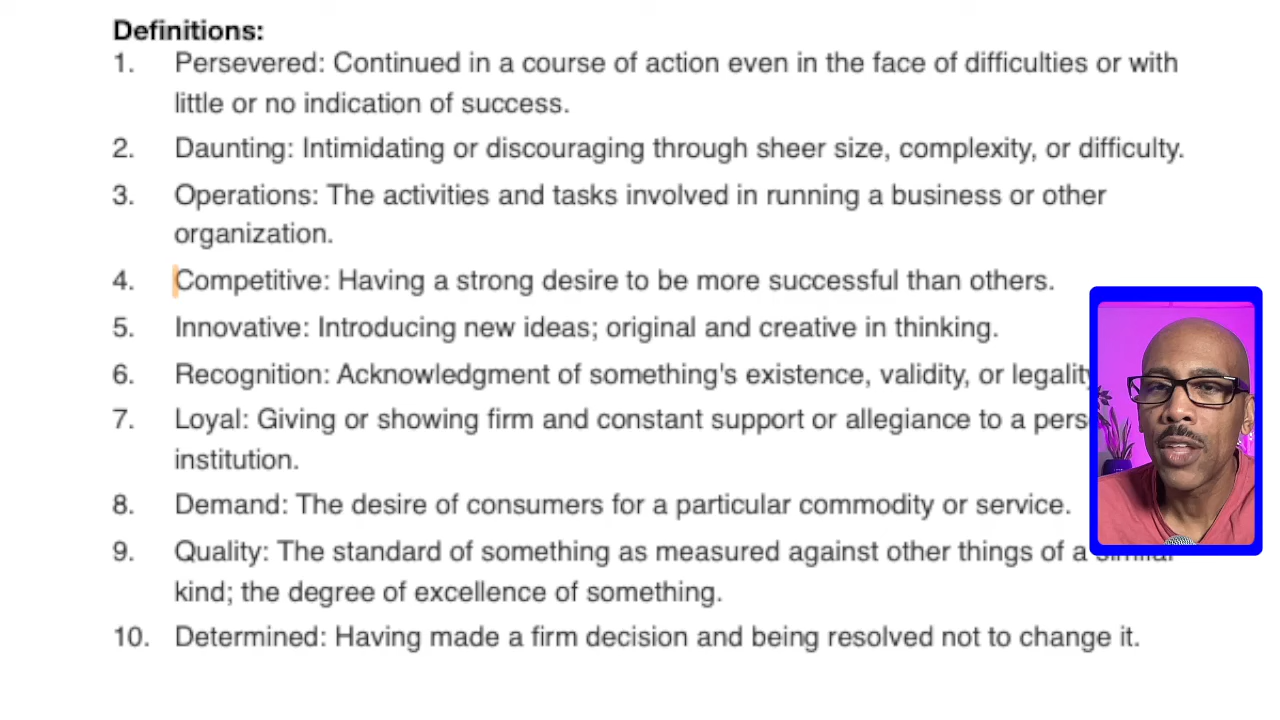 Definitions:
1. Persevered: Continued in a course of action even in the face of difficulties or with
little or no indication of success.
2. Daunting: Intimidating or discouraging through sheer size, complexity, or difficulty.
3. Operations: The activities and tasks involved in running a business or other
organization.
4. Competitive: Having a strong desire to be more successful than others.
5. Innovative: Introducing new ideas; original and creative in thinking.
6. Recognition: Acknowledgment of something's existence, validity, or legality
7. Loyal: Giving or showing firm and constant support or allegiance to a
institution.
8. Demand: The desire of consumers for a particular commodity or service.
9. Quality: The standard of something as measured against other things of a similar
kind; the degree of excellence of something.
10. Determined: Having made a firm decision and being resolved not to change it.